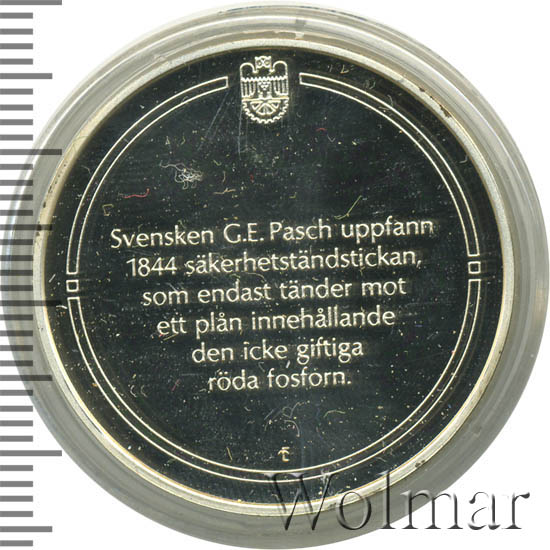 Svensken G.E. Pasch uppfann
1844 säkerhetständstickan,
som endast tänder mot
ett plån innehållande
den icke giftiga
röda fosforn.
Wolmar